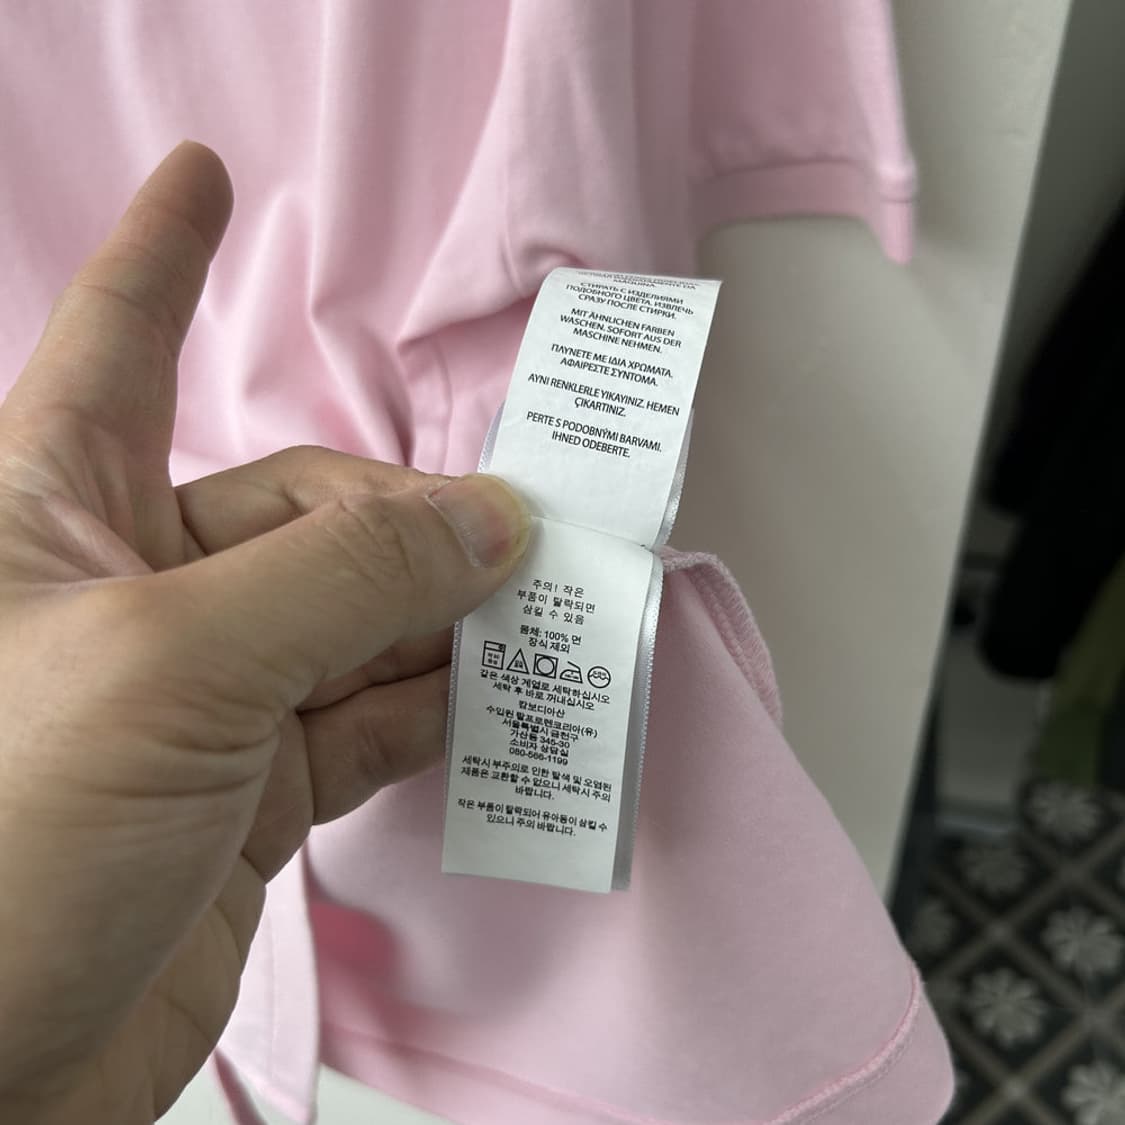 MÁQUINA.
СТИРАТЬ С ИЗДЕЛИЯМИ
ПОДОБНОГО ЦВЕТА. ИЗВЛЕЧЬ
СРАЗУ ПОСЛЕ СТИРКИ.
MIT ÄHNLICHEN FARBEN
WASCHEN. SOFORT AUS DER
MASCHINE NEHMEN.
ΠΛΥΝΕΤΕ ΜΕ ΙΔΙΑ ΧΡΩΜΑΤΑ.
ΑΦΑΙΡΕΣΤΕ ΣΥΝΤΟΜΑ.
AYNI RENKLERLE YIKAYINIZ. HEMEN
ÇIKARTINIZ.
PERTE S PODOBNÝMI BARVAMI.
IHNED ODEBERTE.
주의! 작은
부품이 탈락되면
삼킬 수 있음
몸체: 100% 면
장식 제외
같은 색상 계열로 세탁하십시오
세탁 후 바로 꺼내십시오
캄보디아산
수입원 랄프로렌코리아(유)
서울특별시 금천구
가산동 345-30
소비자 상담실
080-566-1199
세탁시 부주의로 인한 탈색 및 오염된
제품은 교환할 수 없으니 세탁시 주의
바랍니다.
작은 부품이 탈락되어 유아동이 삼킬 수
있으니 주의 바랍니다.